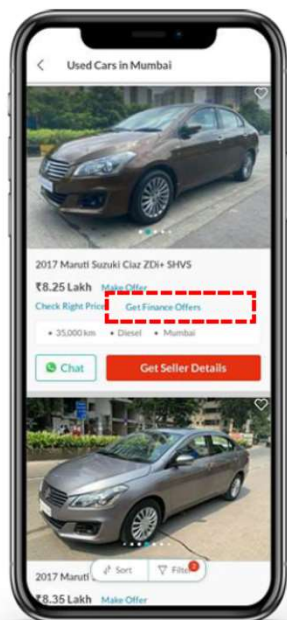 Used Cars in Mumbai
2017 Maruti Suzuki Ciaz ZDi+ SHVS
₹8.25 Lakh Make Offer
Check Right Price Get Finance Offers
• 35,000 km • Diesel • Mumbai
Chat Get Seller Details
Sort Filter
2017 Maruti
₹8.35 Lakh Make Offer